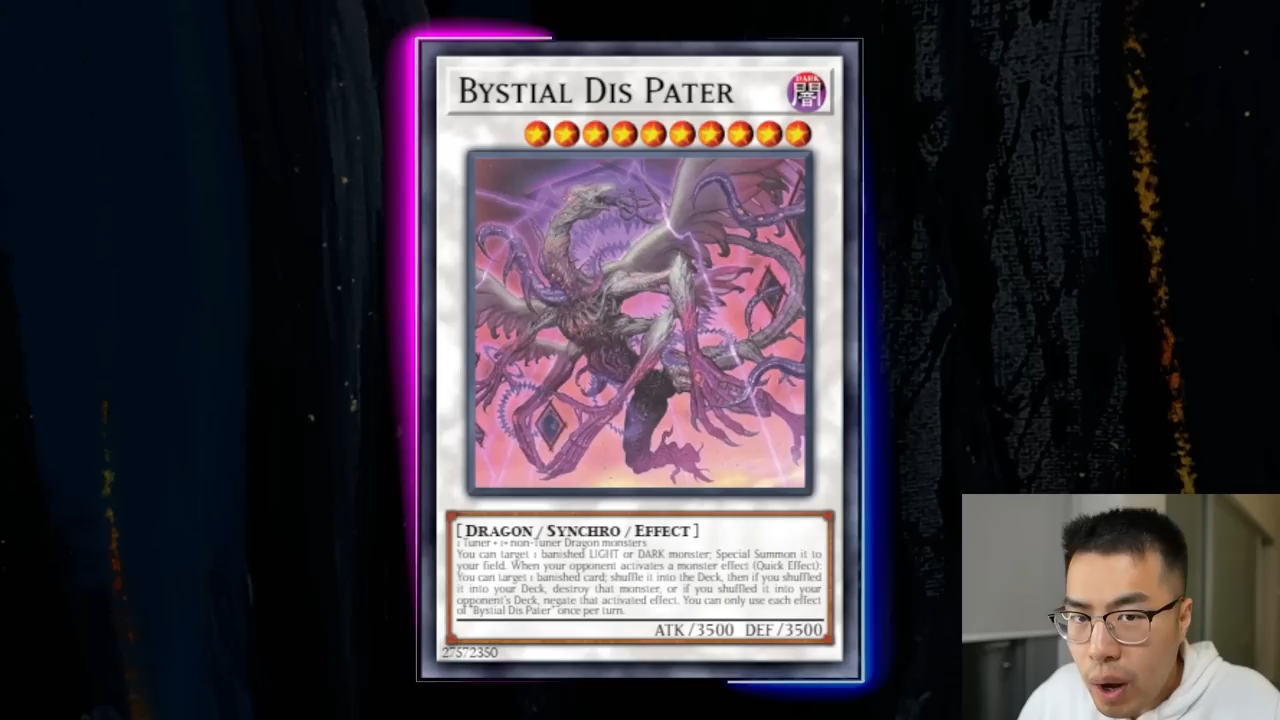 BYSTIAL DIS PATER
DARK
闇
[ DRAGON / SYNCHRO / EFFECT ]
1 Tuner + 1+ non-Tuner Dragon monsters
You can target 1 banished LIGHT or DARK monster; Special Summon it to
your field. When your opponent activates a monster effect (Quick Effect):
You can target 1 banished card; shuffle it into the Deck, then if you shuffled
it into your Deck, destroy that monster, or if you shuffled it into your
opponent's Deck, negate that activated effect. You can only use each effect
of "Bystial Dis Pater" once per turn.
ATK / 3500 DEF / 3500
27572350